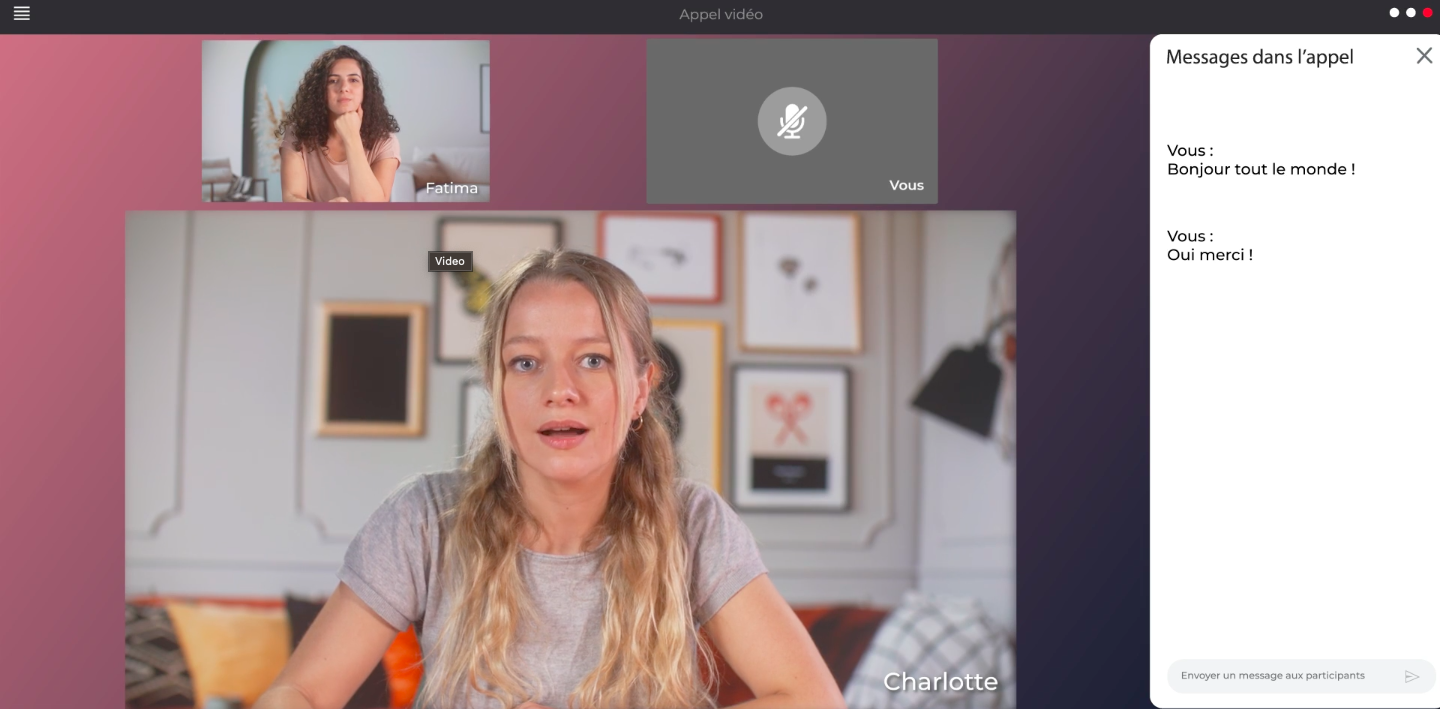 Appel vidéo
Fatima
Vous
Video
Charlotte
Messages dans l'appel
Vous :
Bonjour tout le monde !
Vous :
Oui merci !
Envoyer un message aux participants